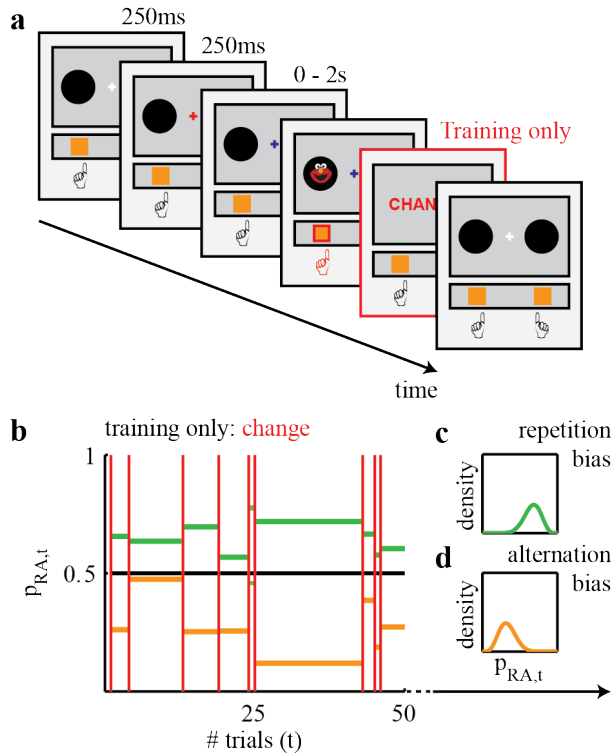 a
250ms
250ms
0 - 2s
Training only
CHAN
time
b
training only: change
1
0.5
p_RA,t
25
50
# trials (t)
c
repetition
bias
density
d
alternation
bias
density
p_RA,t